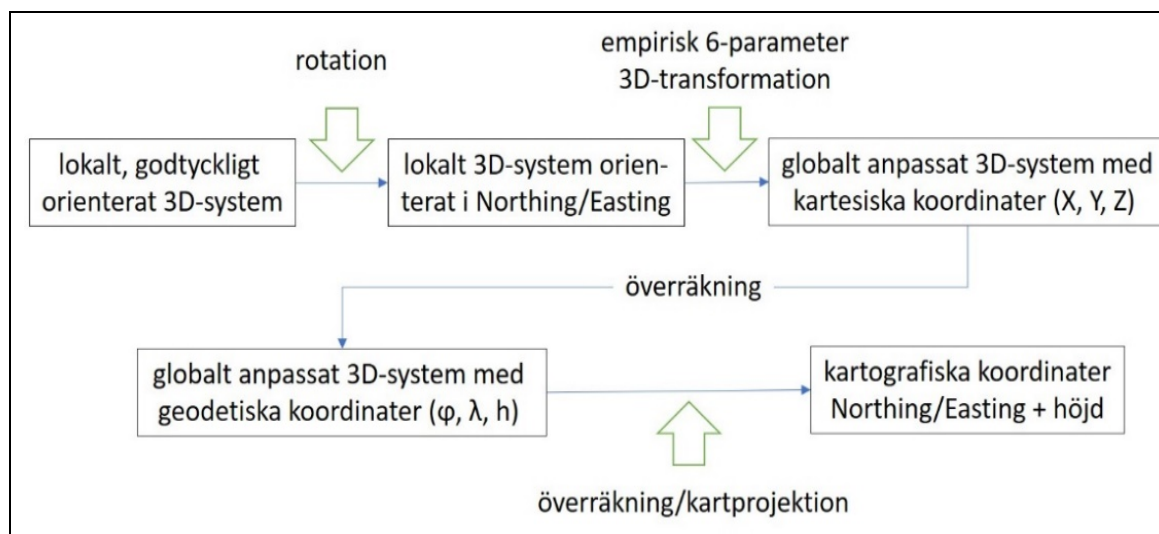 rotation
empirisk 6-parameter
3D-transformation
lokalt, godtyckligt
orienterat 3D-system
lokalt 3D-system orien-
terat i Northing/Easting
globalt anpassat 3D-system med
kartesiska koordinater (X, Y, Z)
överräkning
globalt anpassat 3D-system med
geodetiska koordinater (φ, λ, h)
kartografiska koordinater
Northing/Easting + höjd
överräkning/kartprojektion